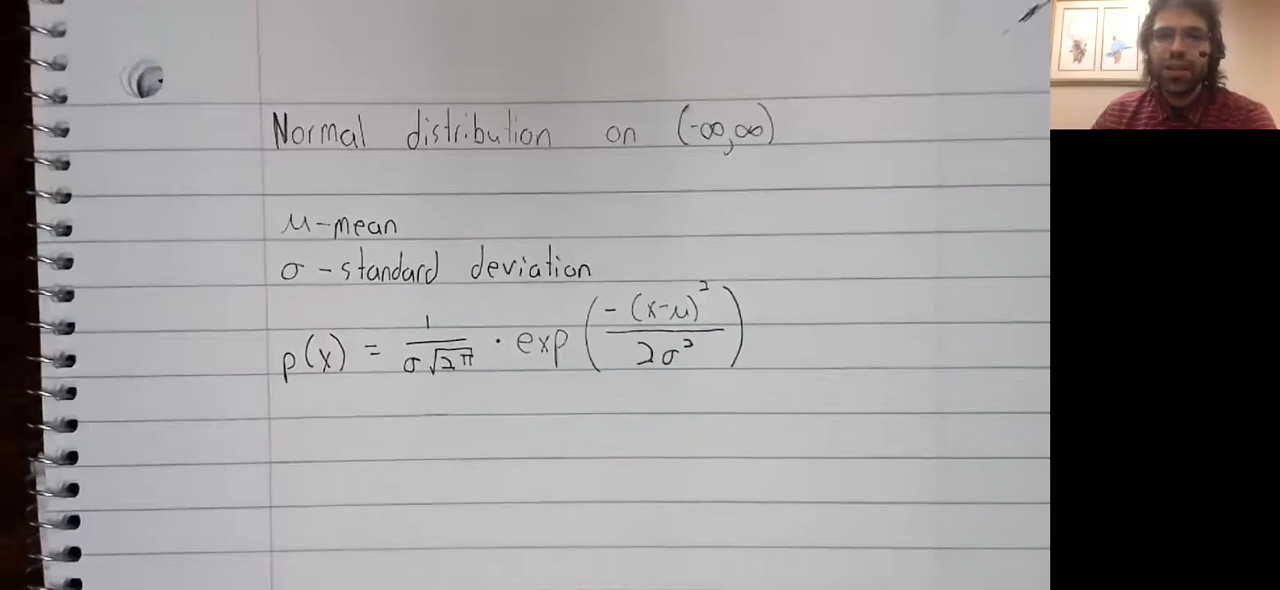 Normal distribution on (-∞,∞)
μ-mean
σ-standard deviation
p(x) = 1/(σ√2π) · exp(-(x-μ)²/2σ²)